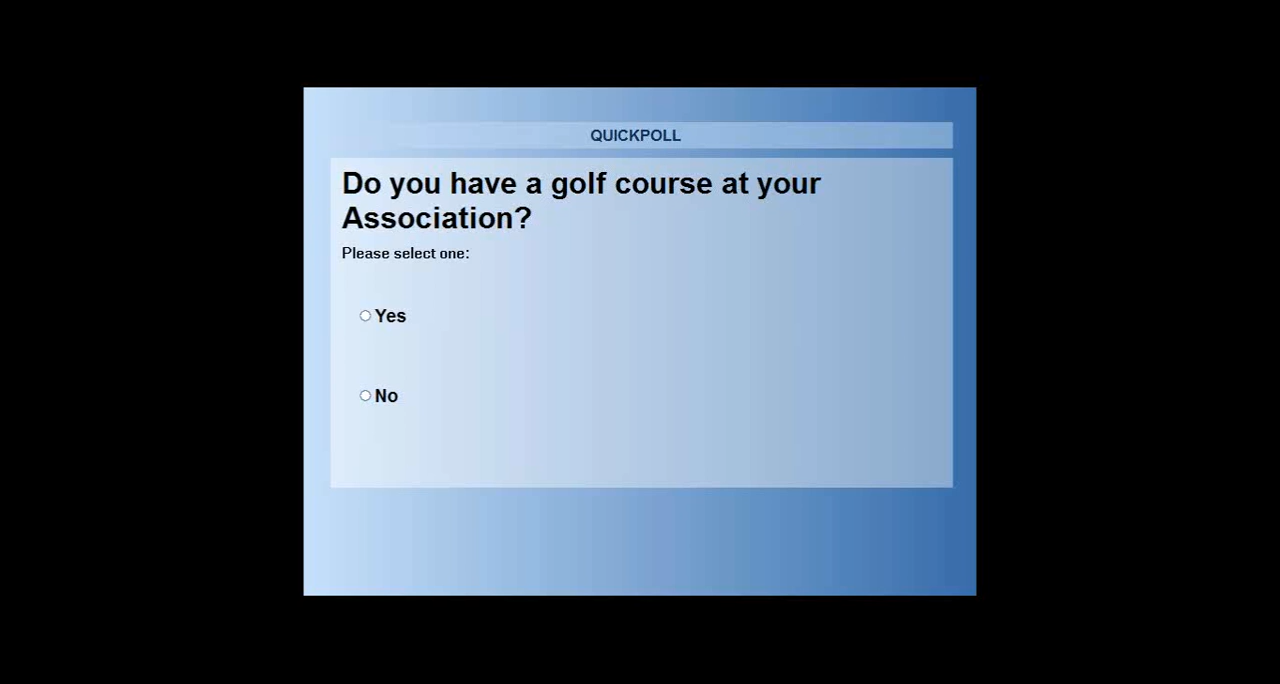 QUICKPOLL
Do you have a golf course at your
Association?
Please select one:
Yes
No